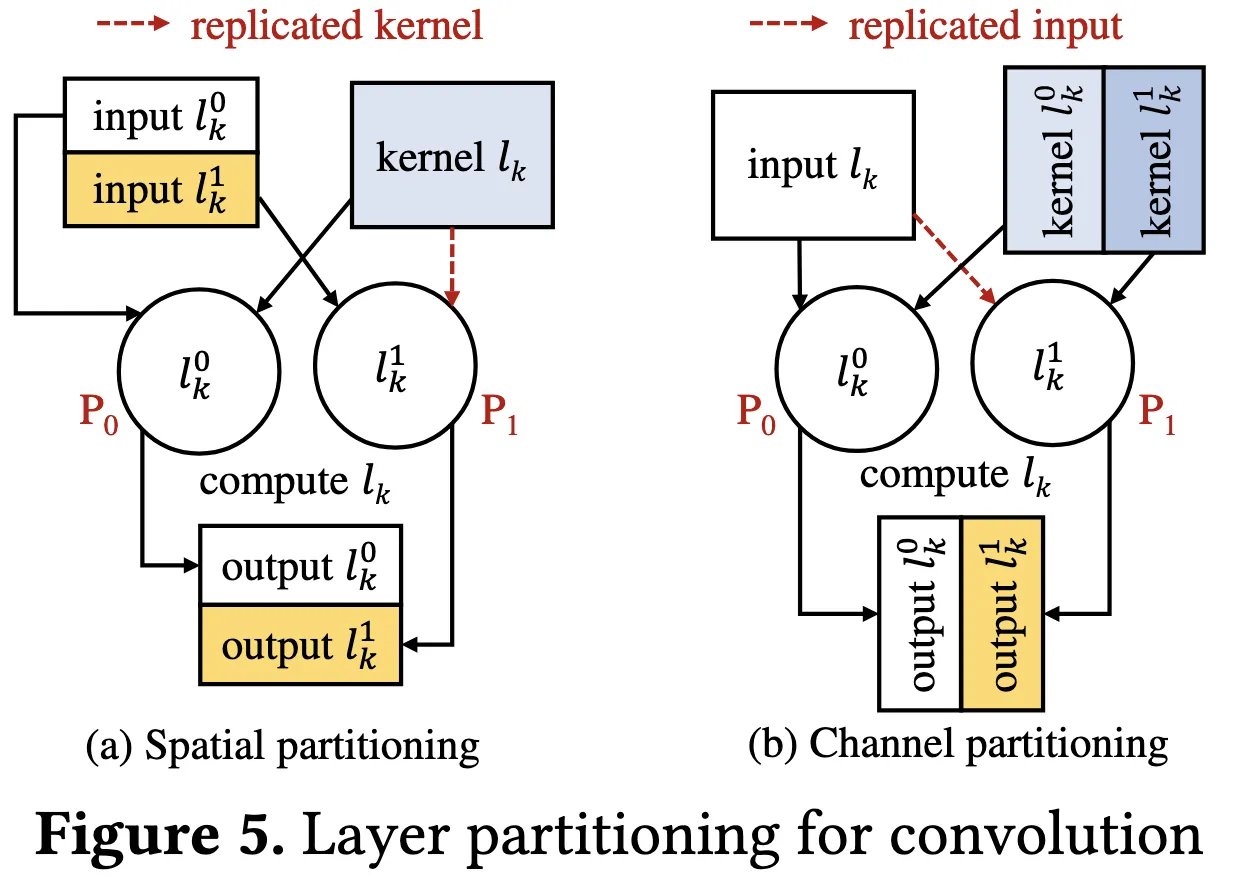 replicated kernel
input l_k^0
input l_k^1
kernel l_k
l_k^0
l_k^1
P_0
P_1
compute l_k
output l_k^0
output l_k^1
(a) Spatial partitioning
replicated input
input l_k
kernel l_k^0
kernel l_k^1
l_k^0
l_k^1
P_0
P_1
compute l_k
output l_k^0
output l_k^1
(b) Channel partitioning
Figure 5. Layer partitioning for convolution